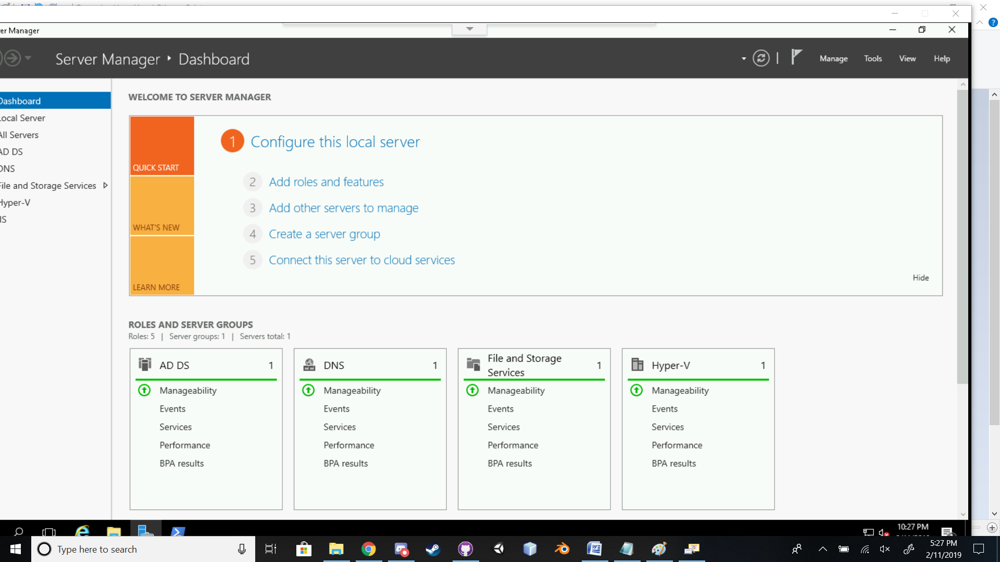 er Manager
Server Manager ‣ Dashboard
Manage Tools View Help
Dashboard
Local Server
All Servers
AD DS
DNS
File and Storage Services
Hyper-V
IS
WELCOME TO SERVER MANAGER
QUICK START
WHAT'S NEW
LEARN MORE
1 Configure this local server
2 Add roles and features
3 Add other servers to manage
4 Create a server group
5 Connect this server to cloud services
Hide
ROLES AND SERVER GROUPS
Roles: 5 | Server groups: 1 | Servers total: 1
AD DS 1
Manageability
Events
Services
Performance
BPA results
DNS 1
Manageability
Events
Services
Performance
BPA results
File and Storage
Services 1
Manageability
Events
Services
Performance
BPA results
Hyper-V 1
Manageability
Events
Services
Performance
BPA results
10:27 PM
Type here to search
5:27 PM
2/11/2019